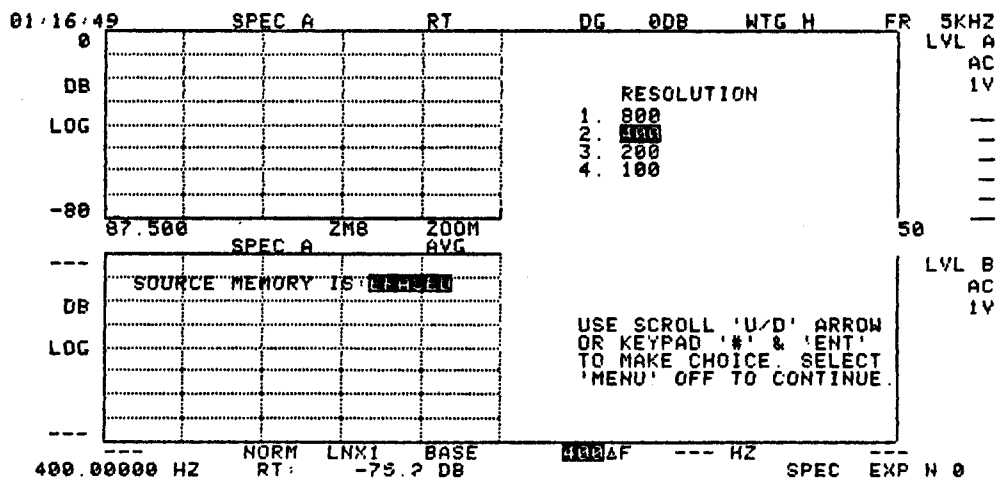 01:16:49 SPEC A RT DG 0DB WTG H FR 5KHZ
0 LVL A
AC
DB 1V
RESOLUTION
1. 800
LOG
2. 400
3. 200
4. 100
-80
87.500 ZMB ZOOM 50
SPEC A AVG
--- LVL B
SOURCE MEMORY IS: ENABLED
AC
DB 1V
USE SCROLL 'U/D' ARROW
LOG OR KEYPAD '#' & 'ENT'
TO MAKE CHOICE. SELECT
'MENU' OFF TO CONTINUE.
---
--- NORM LNX1 BASE 400ΔF --- HZ ---
400.00000 HZ RT: -75.2 DB SPEC EXP N 0